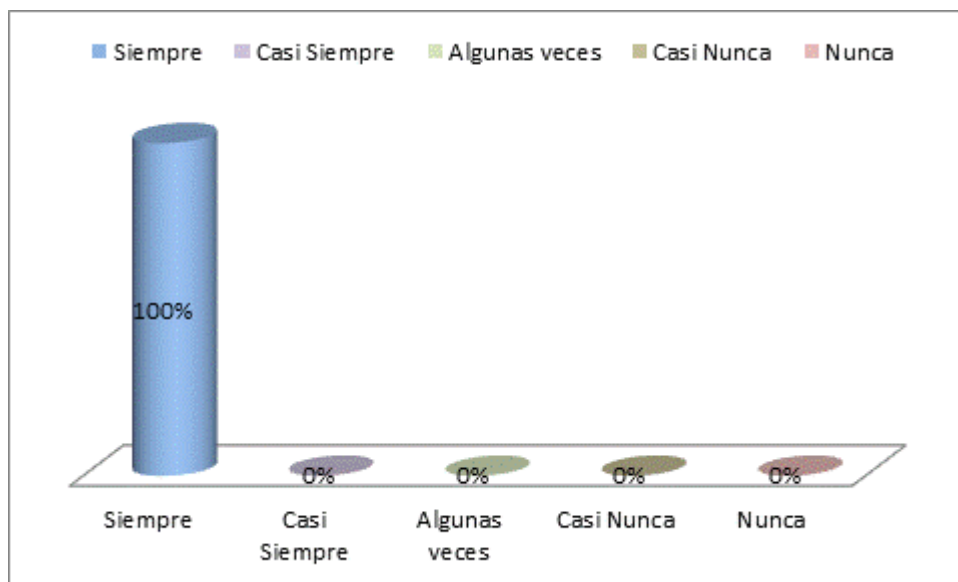 Siempre Casi Siempre Algunas veces Casi Nunca Nunca
100%
0% 0% 0% 0%
Siempre Casi Algunas Casi Nunca Nunca
Siempre veces